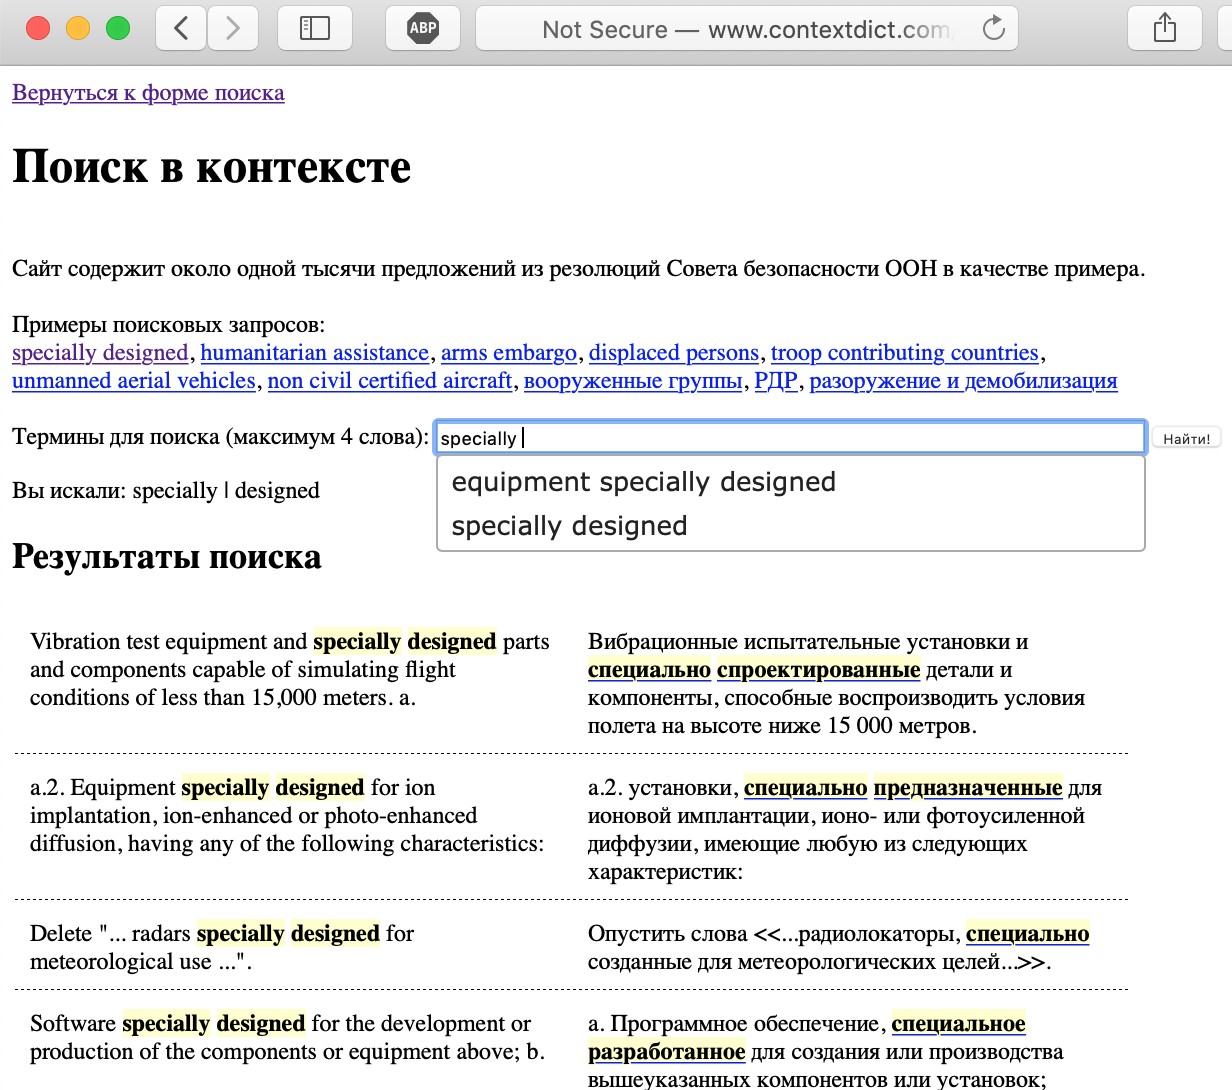 ABP
Not Secure — www.contextdict.com
Вернуться к форме поиска
Поиск в контексте
Сайт содержит около одной тысячи предложений из резолюций Совета безопасности ООН в качестве примера.
Примеры поисковых запросов:
specially designed, humanitarian assistance, arms embargo, displaced persons, troop contributing countries,
unmanned aerial vehicles, non civil certified aircraft, вооруженные группы, РДР, разоружение и демобилизация
Термины для поиска (максимум 4 слова): specially Найти!
equipment specially designed
specially designed
Вы искали: specially | designed
Результаты поиска
Vibration test equipment and specially designed parts
and components capable of simulating flight
conditions of less than 15,000 meters. a.
Вибрационные испытательные установки и
специально спроектированные детали и
компоненты, способные воспроизводить условия
полета на высоте ниже 15 000 метров.
a.2. Equipment specially designed for ion
implantation, ion-enhanced or photo-enhanced
diffusion, having any of the following characteristics:
a.2. установки, специально предназначенные для
ионовой имплантации, ионо- или фотоусиленной
диффузии, имеющие любую из следующих
характеристик:
Delete "... radars specially designed for
meteorological use ...".
Опустить слова <<...радиолокаторы, специально
созданные для метеорологических целей...>>.
Software specially designed for the development or
production of the components or equipment above; b.
a. Программное обеспечение, специальное
разработанное для создания или производства
вышеуказанных компонентов или установок;